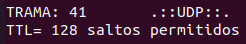 TRAMA: 41     .::UDP::.
TTL= 128 saltos permitidos